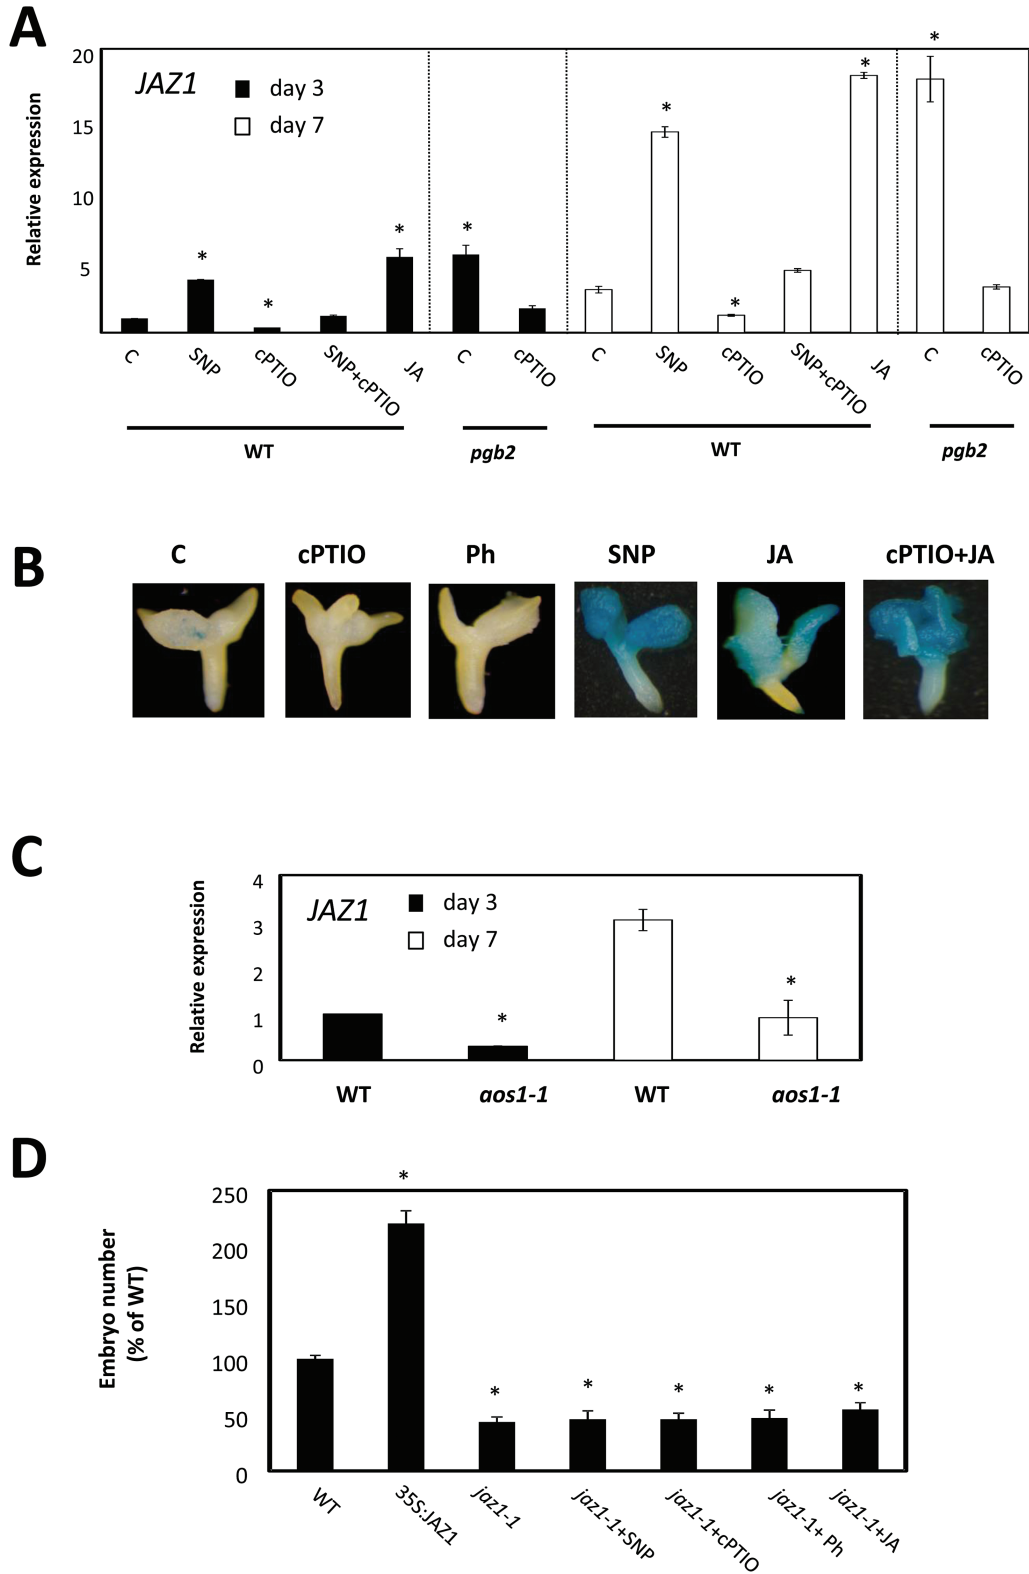 A
Relative expression
20
15
10
5
JAZ1
day 3
day 7
*
*
*
*
*
*
*
*
C
SNP
cPTIO
SNP+cPTIO
JA
C
cPTIO
C
SNP
cPTIO
SNP+cPTIO
JA
C
cPTIO
WT
pgb2
WT
pgb2
B
C
cPTIO
Ph
SNP
JA
cPTIO+JA
C
Relative expression
4
3
2
1
0
JAZ1
day 3
day 7
*
*
WT
aos1-1
WT
aos1-1
D
Embryo number
(% of WT)
250
200
150
100
50
0
*
*
*
*
*
*
WT
35S:JAZ1
jaz1-1
jaz1-1+SNP
jaz1-1+cPTIO
jaz1-1+ Ph
jaz1-1+JA